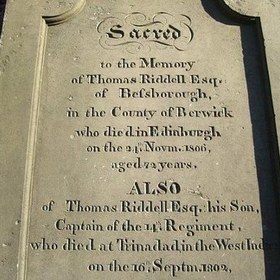 Sacred
to the Memory
of Thomas Riddell Esq.
of Befsborough,
in the County of Berwick
who died in Edinburgh
on the 24. Novm. 1806,
aged 72 years.
ALSO
of Thomas Riddell Esq. his Son,
Captain of the 14. Regiment,
who died at Trinadad, in the West Indies
on the 16. Septm. 1802.